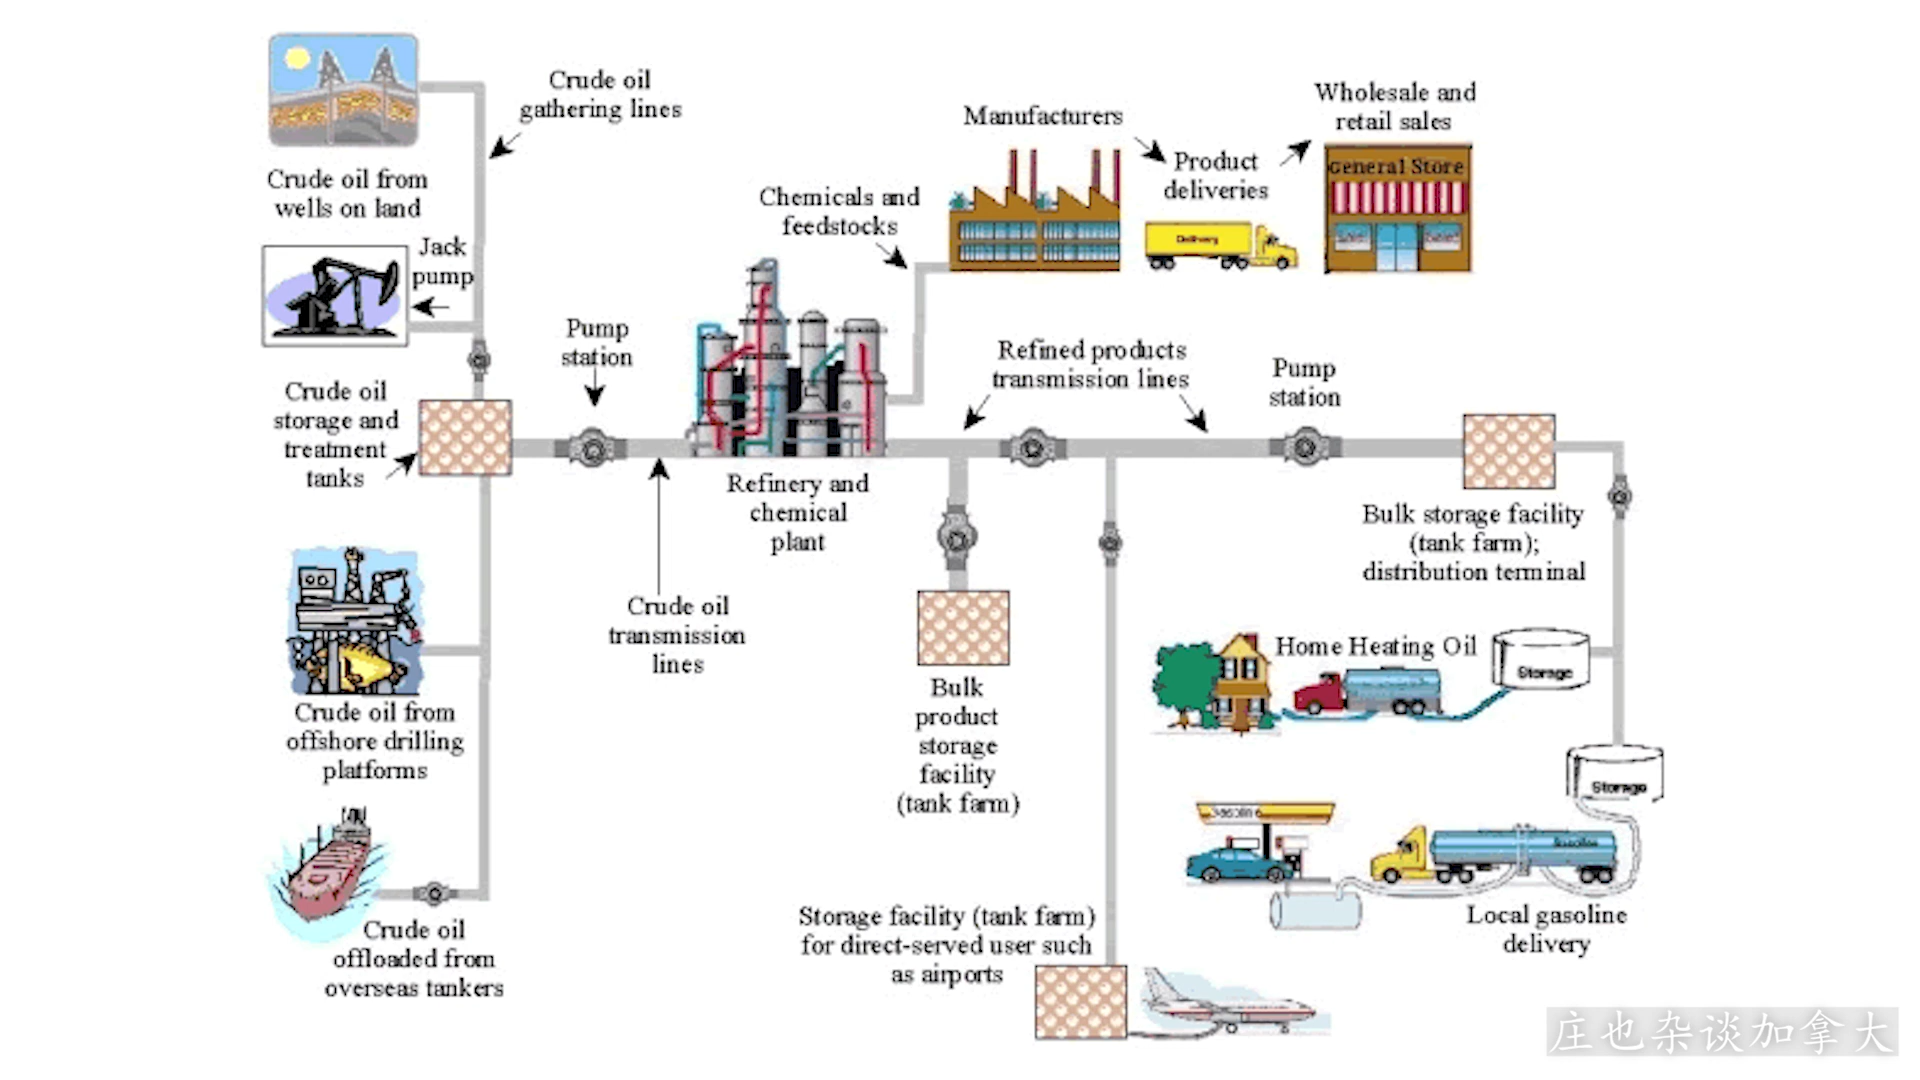 Crude oil
gathering lines
Crude oil from
wells on land
Jack
pump
Crude oil
storage and
treatment
tanks
Pump
station
Crude oil
transmission
lines
Crude oil from
offshore drilling
platforms
Crude oil
offloaded from
overseas tankers
Refinery and
chemical
plant
Chemicals and
feedstocks
Manufacturers
Product
deliveries
Delivery
Wholesale and
retail sales
General Store
Refined products
transmission lines
Pump
station
Bulk
product
storage
facility
(tank farm)
Storage facility (tank farm)
for direct-served user such
as airports
Bulk storage facility
(tank farm);
distribution terminal
Home Heating Oil
Storage
Storage
Gasoline
Gasoline
Local gasoline
delivery
庄也杂谈加拿大